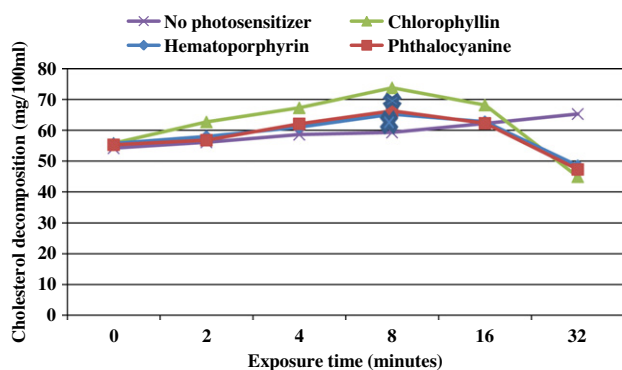 No photosensitizer
Chlorophyllin
Hematoporphyrin
Phthalocyanine
Cholesterol decomposition (mg/100ml)
80
70
60
50
40
30
20
10
0
0 2 4 8 16 32
Exposure time (minutes)